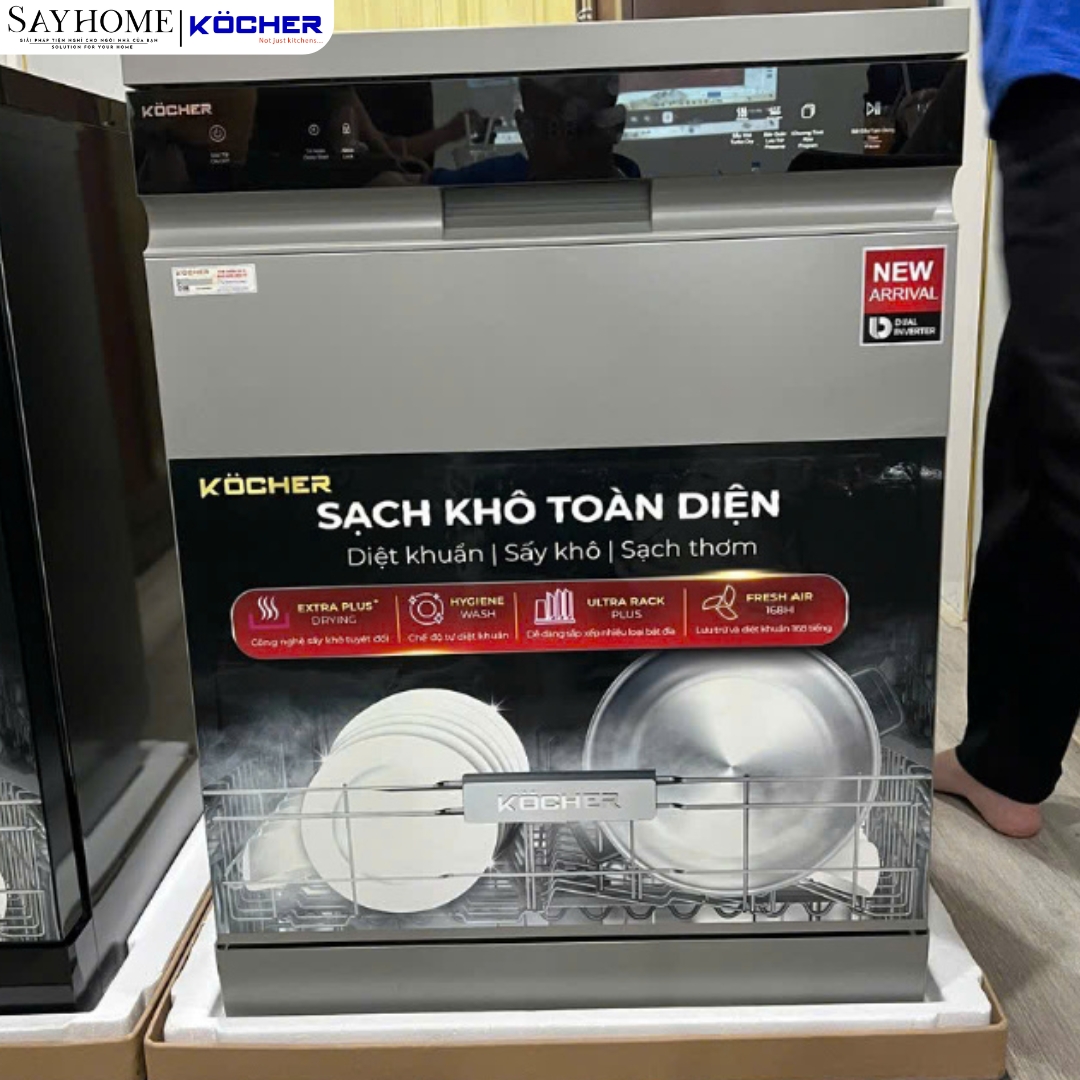 SAYHOME
GIẢI PHÁP TIỆN NGHI CHO NGÔI NHÀ CỦA BẠN
SOLUTION FOR YOUR HOME
KÖCHER
Not just kitchens...
KÖCHER
Program
KÖCHER
NEW
ARRIVAL
DUAL
INVERTER
KÖCHER
SẠCH KHÔ TOÀN DIỆN
Diệt khuẩn | Sấy khô | Sạch thơm
EXTRA PLUS+
DRYING
Công nghệ sấy khô tuyệt đối
HYGIENE
WASH
Chế độ tự diệt khuẩn
ULTRA RACK
PLUS
Dễ dàng sắp xếp nhiều loại bát đĩa
FRESH AIR
168H
Lưu trữ và diệt khuẩn 168 tiếng
KÖCHER